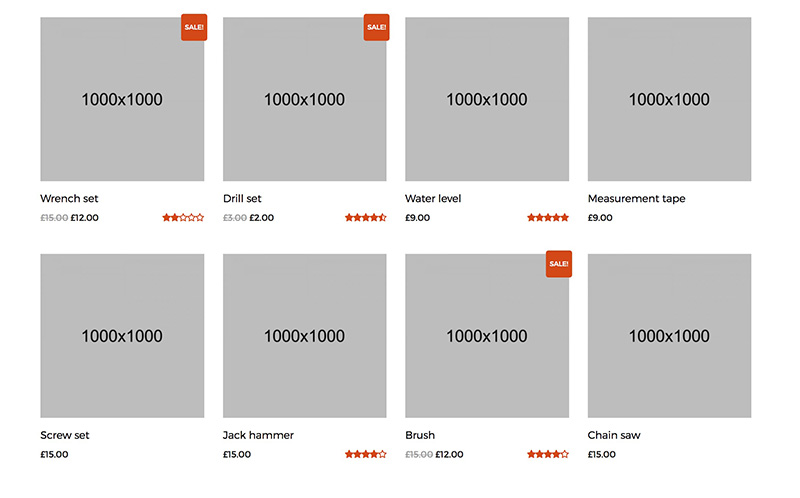 SALE! SALE!
1000x1000 1000x1000 1000x1000 1000x1000
Wrench set Drill set Water level Measurement tape
£15.00 £12.00 £3.00 £2.00 £9.00 £9.00
SALE!
1000x1000 1000x1000 1000x1000 1000x1000
Screw set Jack hammer Brush Chain saw
£15.00 £15.00 £15.00 £12.00 £15.00